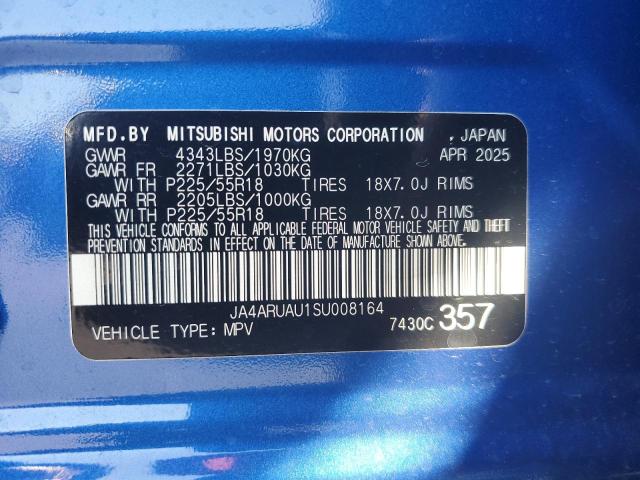 MFD.BY MITSUBISHI MOTORS CORPORATION , JAPAN
GVWR 4343LBS/1970KG APR 2025
GAWR FR 2271LBS/1030KG
WITH P225/55R18 TIRES 18X7.0J RIMS
GAWR RR 2205LBS/1000KG
WITH P225/55R18 TIRES 18X7.0J RIMS
THIS VEHICLE CONFORMS TO ALL APPLICABLE FEDERAL MOTOR VEHICLE SAFETY AND THEFT
PREVENTION STANDARDS IN EFFECT ON THE DATE OF MANUFACTURE SHOWN ABOVE.
JA4ARUAU1SU008164
VEHICLE TYPE: MPV 7430C 357